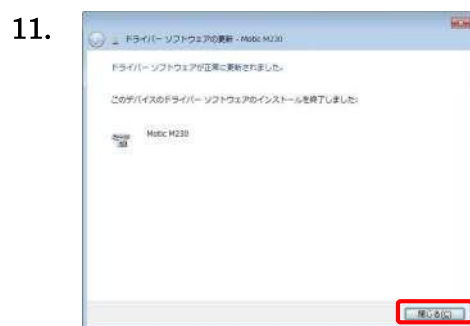 11.
ドライバー ソフトウェアの更新 - Motic M230
ドライバー ソフトウェアが正常に更新されました。
このデバイスのドライバー ソフトウェアのインストールを終了しました:
Motic M230
閉じる(C)